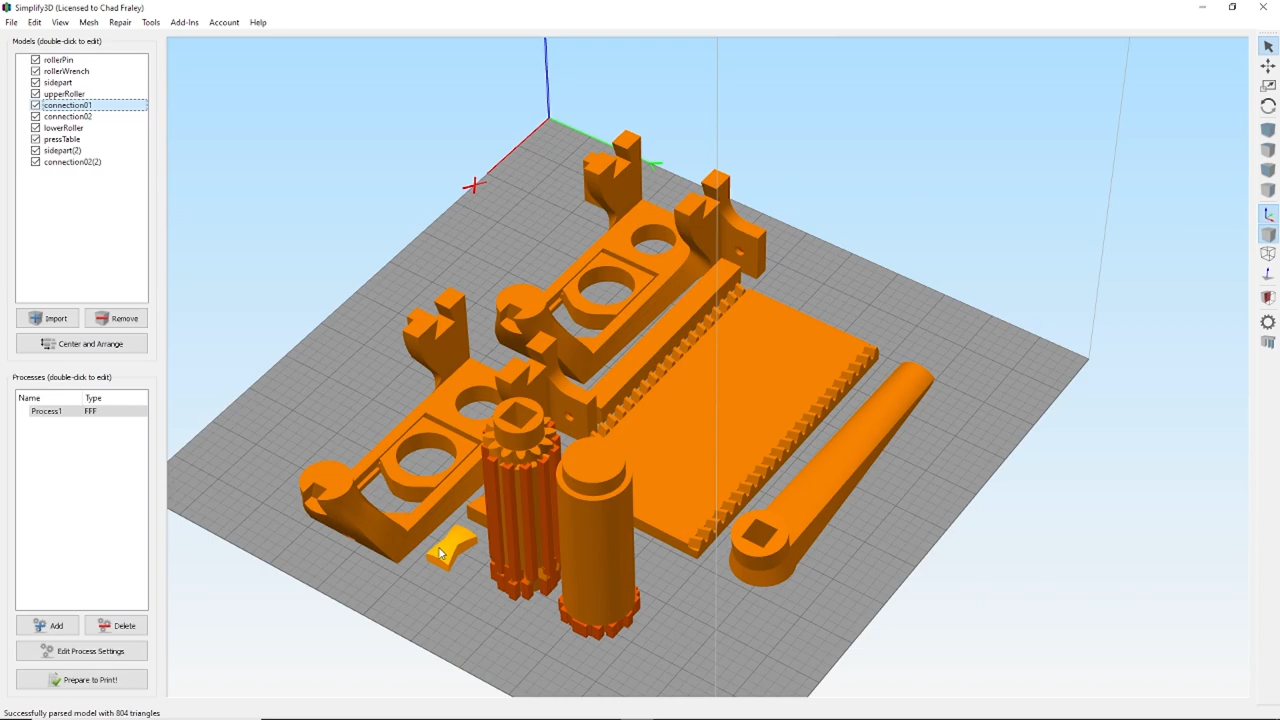 Simplify3D (Licensed to Chad Fraley)
File Edit View Mesh Repair Tools Add-Ins Account Help
Models (double-click to edit)
rollerPin
rollerWrench
sidepart
upperRoller
connection01
connection02
lowerRoller
pressTable
sidepart(2)
connection02(2)
Import Remove
Center and Arrange
Processes (double-click to edit)
Name Type
Process1 FFF
Add Delete
Edit Process Settings
Prepare to Print!
Successfully parsed model with 804 triangles